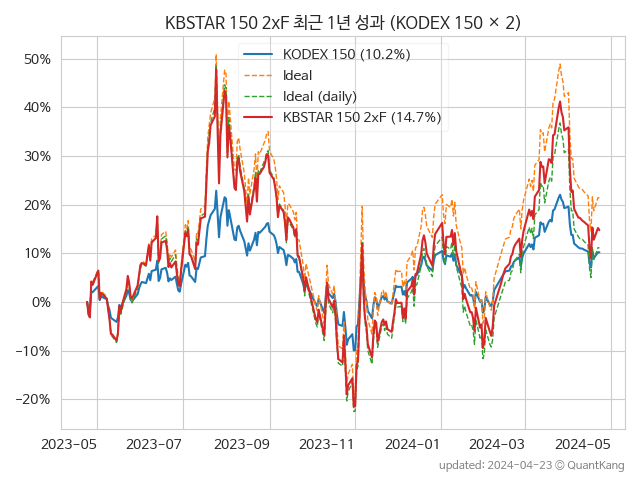 KBSTAR 150 2xF 최근 1년 성과 (KODEX 150 × 2)
KODEX 150 (10.2%)
Ideal
Ideal (daily)
KBSTAR 150 2xF (14.7%)
50%
40%
30%
20%
10%
0%
−10%
−20%
2023-05 2023-07 2023-09 2023-11 2024-01 2024-03 2024-05
updated: 2024-04-23 © QuantKang